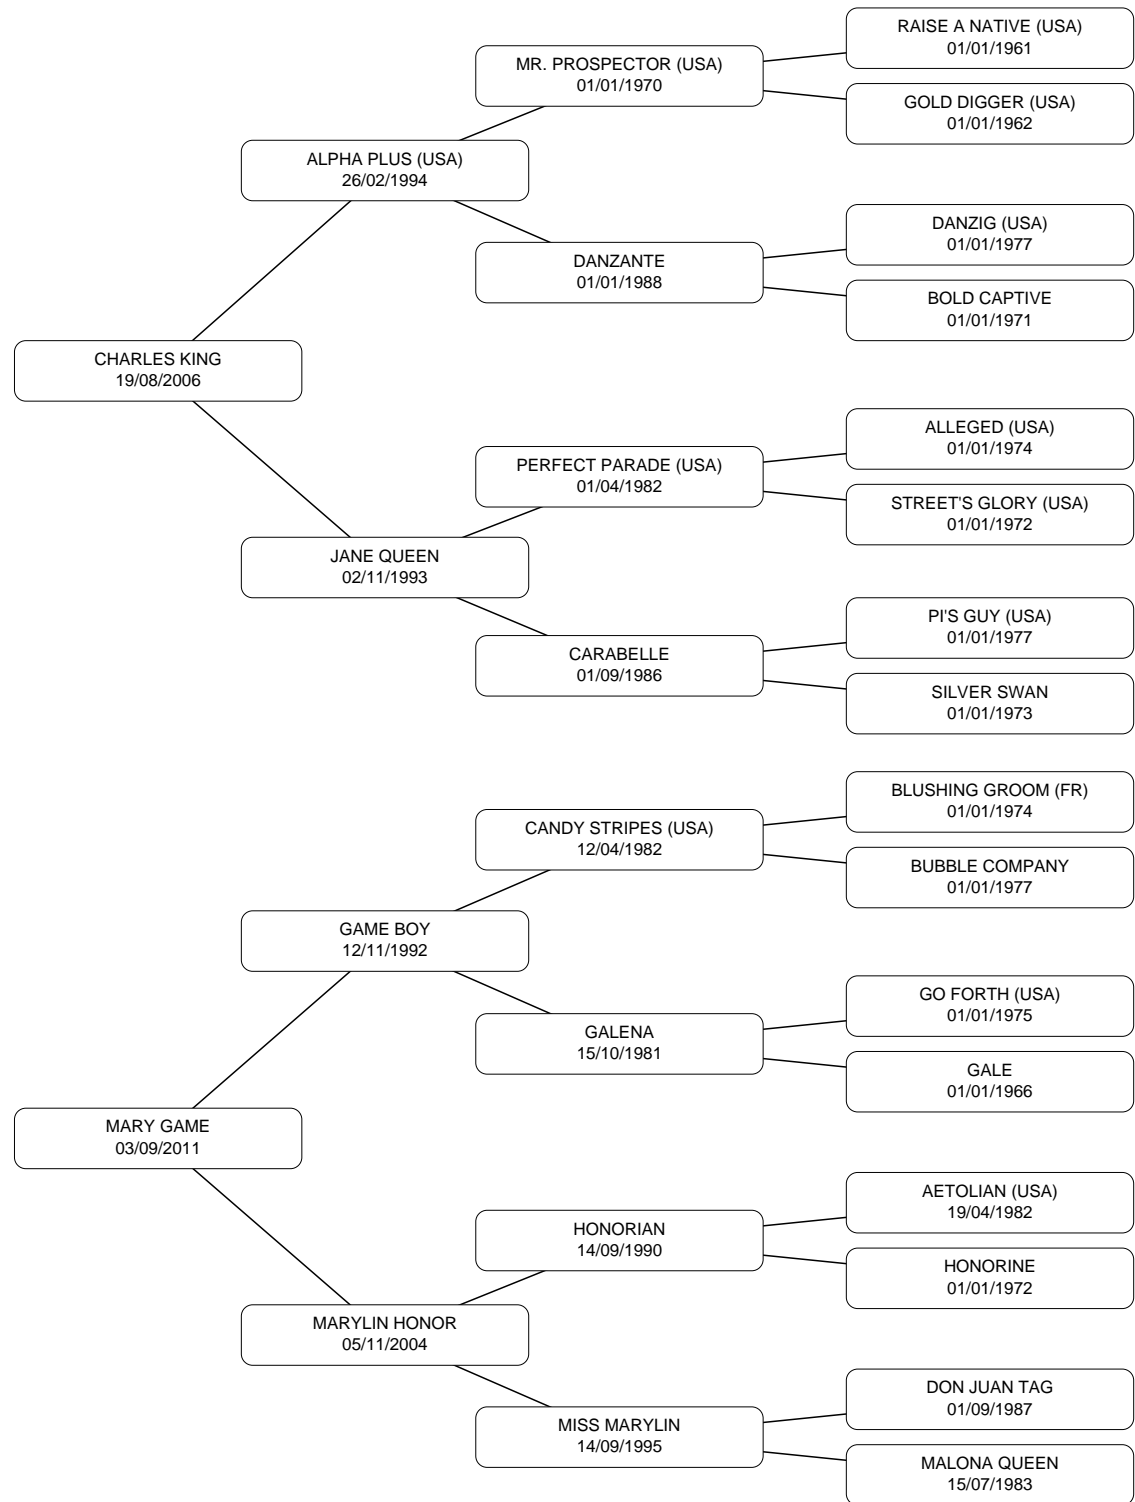 RAISE A NATIVE (USA)
01/01/1961
MR. PROSPECTOR (USA)
01/01/1970
GOLD DIGGER (USA)
01/01/1962
ALPHA PLUS (USA)
26/02/1994
DANZIG (USA)
01/01/1977
DANZANTE
01/01/1988
BOLD CAPTIVE
01/01/1971
CHARLES KING
19/08/2006
ALLEGED (USA)
01/01/1974
PERFECT PARADE (USA)
01/04/1982
STREET'S GLORY (USA)
01/01/1972
JANE QUEEN
02/11/1993
PI'S GUY (USA)
01/01/1977
CARABELLE
01/09/1986
SILVER SWAN
01/01/1973
BLUSHING GROOM (FR)
01/01/1974
CANDY STRIPES (USA)
12/04/1982
BUBBLE COMPANY
01/01/1977
GAME BOY
12/11/1992
GO FORTH (USA)
01/01/1975
GALENA
15/10/1981
GALE
01/01/1966
MARY GAME
03/09/2011
AETOLIAN (USA)
19/04/1982
HONORIAN
14/09/1990
HONORINE
01/01/1972
MARYLIN HONOR
05/11/2004
DON JUAN TAG
01/09/1987
MISS MARYLIN
14/09/1995
MALONA QUEEN
15/07/1983